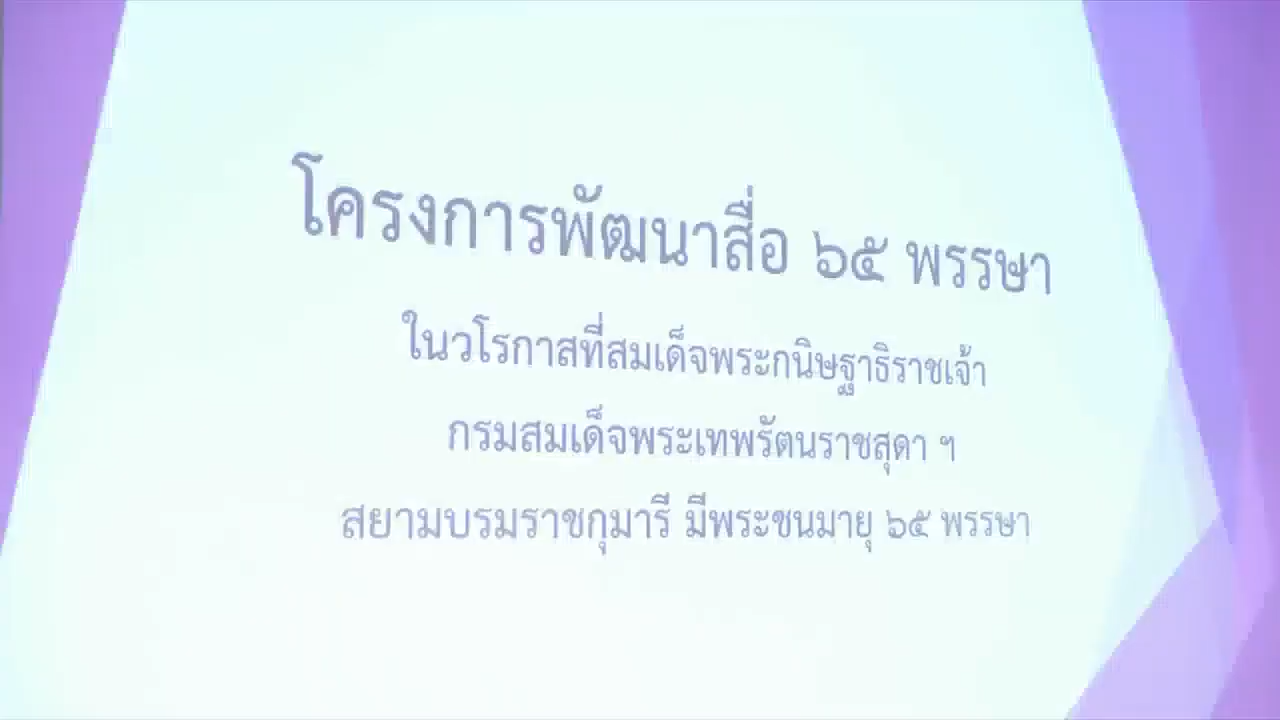 โครงการพัฒนาสื่อ ๖๕ พรรษา
ในวโรกาสที่สมเด็จพระกนิษฐาธิราชเจ้า
กรมสมเด็จพระเทพรัตนราชสุดา ฯ
สยามบรมราชกุมารี มีพระชนมายุ ๖๕ พรรษา